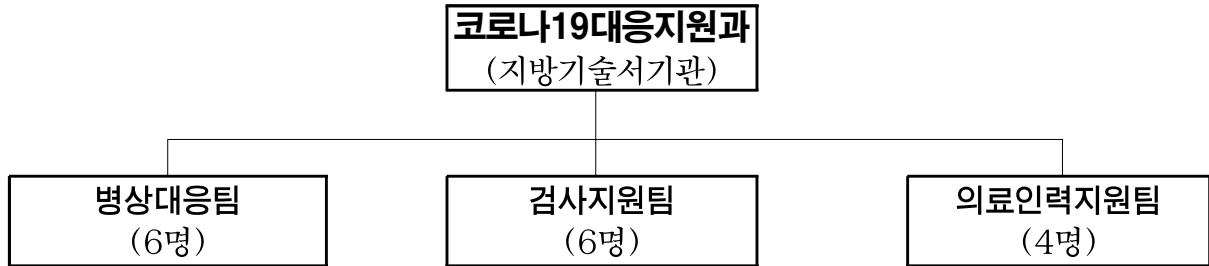 코로나19대응지원과
(지방기술서기관)
병상대응팀
(6명)
검사지원팀
(6명)
의료인력지원팀
(4명)